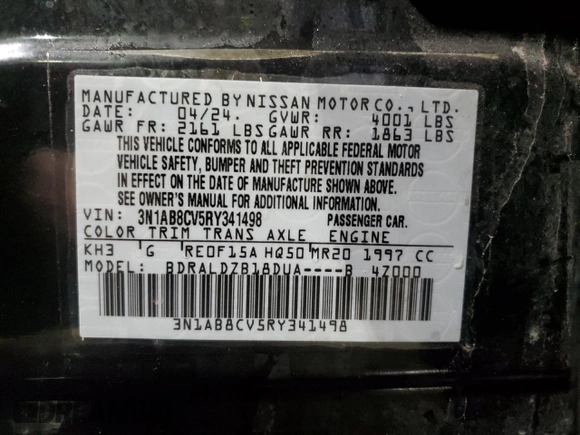 MANUFACTURED BY NISSAN MOTOR CO., LTD.
DATE: 04/24. GVWR: 4001 LBS
GAWR FR: 2161 LBS GAWR RR: 1863 LBS
THIS VEHICLE CONFORMS TO ALL APPLICABLE FEDERAL MOTOR
VEHICLE SAFETY, BUMPER AND THEFT PREVENTION STANDARDS
IN EFFECT ON THE DATE OF MANUFACTURE SHOWN ABOVE.
SEE OWNER'S MANUAL FOR ADDITIONAL INFORMATION.
VIN: 3N1AB8CV5RY341498 PASSENGER CAR.
COLOR TRIM TRANS AXLE ENGINE
KH3 G RE0F15A HQ50 MR20 1997 CC
MODEL: BDRALDZB18DUA----B 4Z000
3N1AB8CV5RY341498